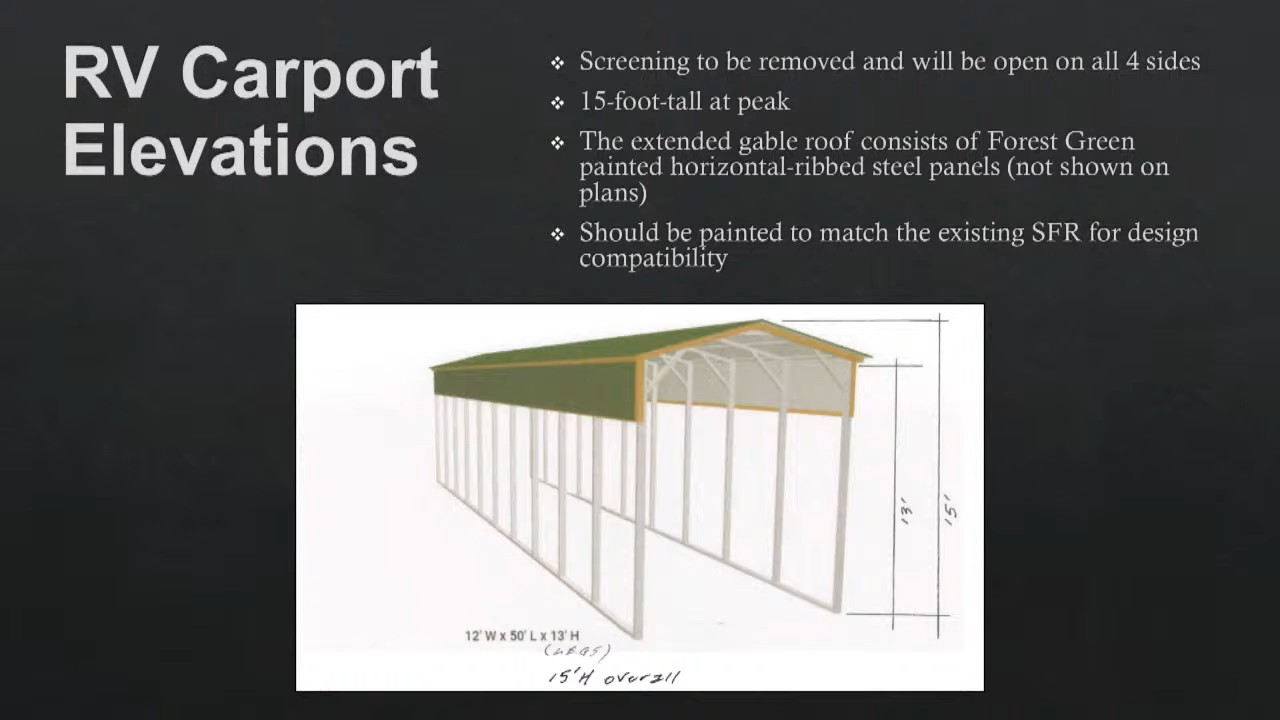 RV Carport
Elevations
❖ Screening to be removed and will be open on all 4 sides
❖ 15-foot-tall at peak
❖ The extended gable roof consists of Forest Green
painted horizontal-ribbed steel panels (not shown on
plans)
❖ Should be painted to match the existing SFR for design
compatibility
13'
15'
12' W x 50' L x 13' H
(LEGS)
15'H overall